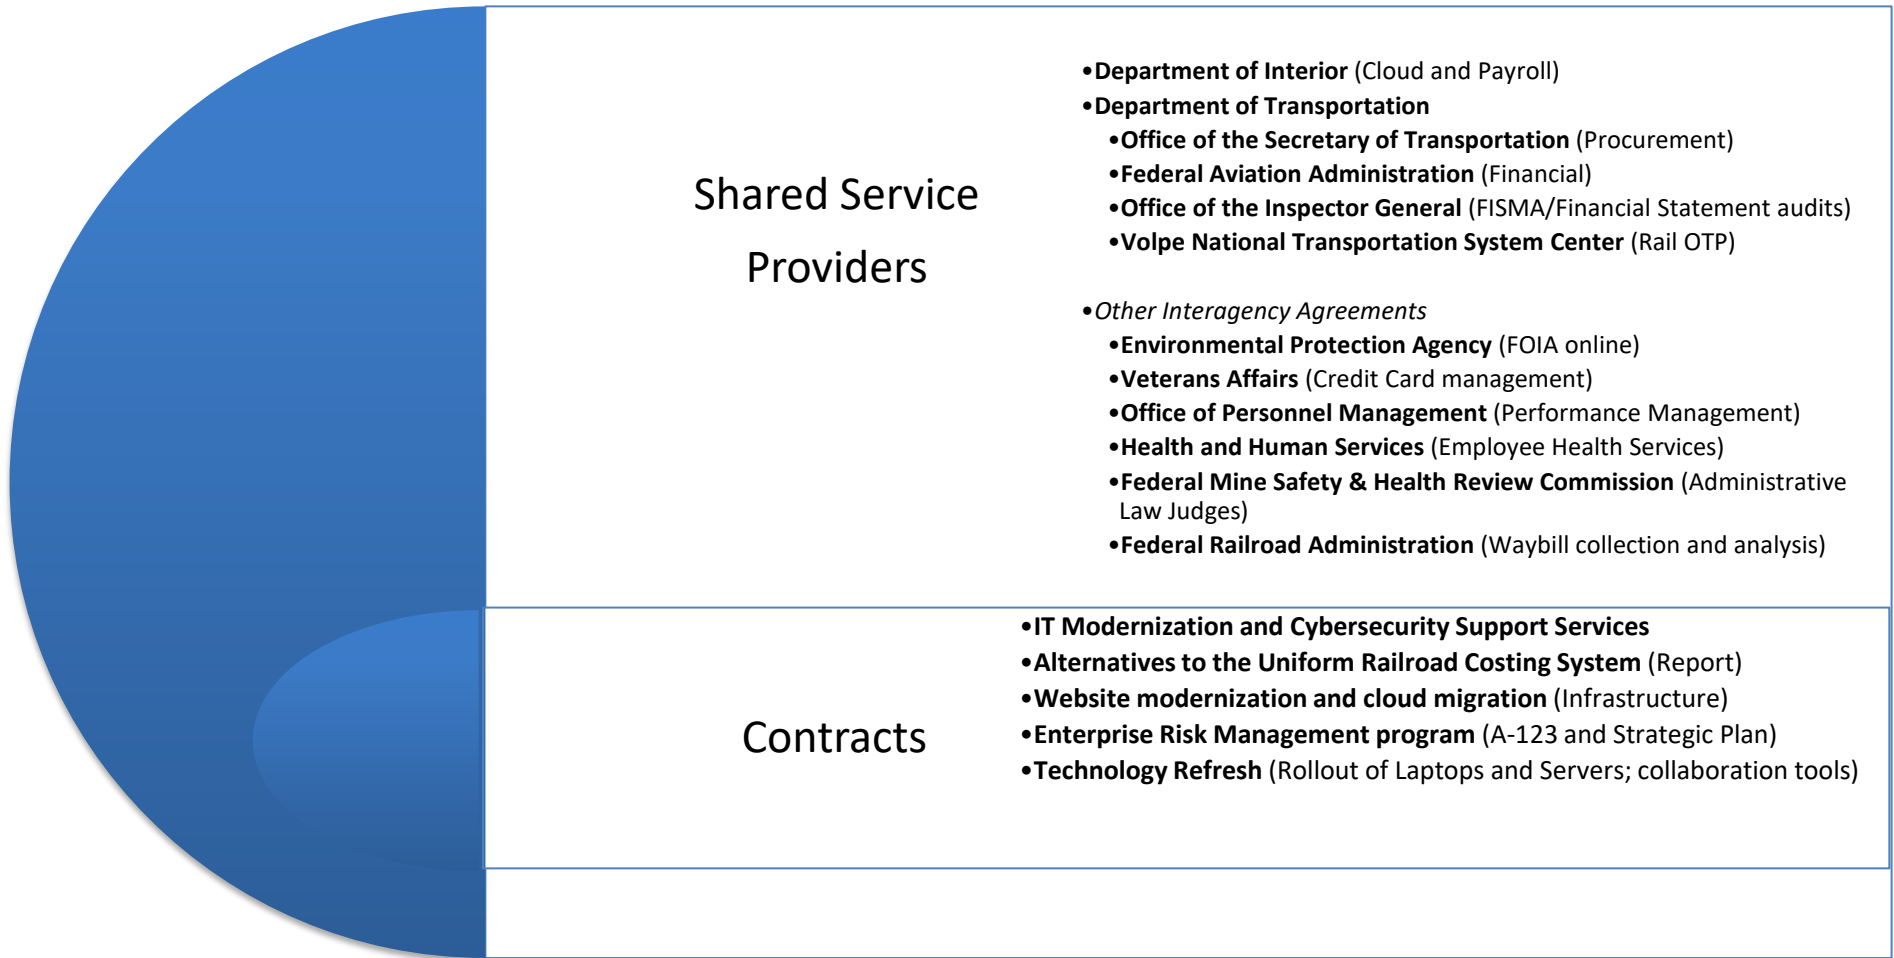 Shared Service
Providers
•Department of Interior (Cloud and Payroll)
•Department of Transportation
•Office of the Secretary of Transportation (Procurement)
•Federal Aviation Administration (Financial)
•Office of the Inspector General (FISMA/Financial Statement audits)
•Volpe National Transportation System Center (Rail OTP)
•Other Interagency Agreements
•Environmental Protection Agency (FOIA online)
•Veterans Affairs (Credit Card management)
•Office of Personnel Management (Performance Management)
•Health and Human Services (Employee Health Services)
•Federal Mine Safety & Health Review Commission (Administrative
Law Judges)
•Federal Railroad Administration (Waybill collection and analysis)
Contracts
•IT Modernization and Cybersecurity Support Services
•Alternatives to the Uniform Railroad Costing System (Report)
•Website modernization and cloud migration (Infrastructure)
•Enterprise Risk Management program (A-123 and Strategic Plan)
•Technology Refresh (Rollout of Laptops and Servers; collaboration tools)